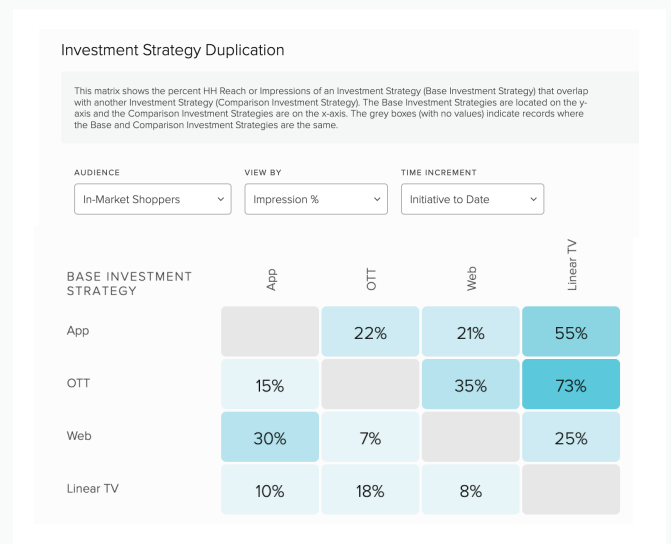 Investment Strategy Duplication
This matrix shows the percent HH Reach or Impressions of an Investment Strategy (Base Investment Strategy) that overlap
with another Investment Strategy (Comparison Investment Strategy). The Base Investment Strategies are located on the y-
axis and the Comparison Investment Strategies are on the x-axis. The grey boxes (with no values) indicate records where
the Base and Comparison Investment Strategies are the same.
AUDIENCE VIEW BY TIME INCREMENT
In-Market Shoppers Impression % Initiative to Date
BASE INVESTMENT
STRATEGY
App OTT Web Linear TV
App 22% 21% 55%
OTT 15% 35% 73%
Web 30% 7% 25%
Linear TV 10% 18% 8%